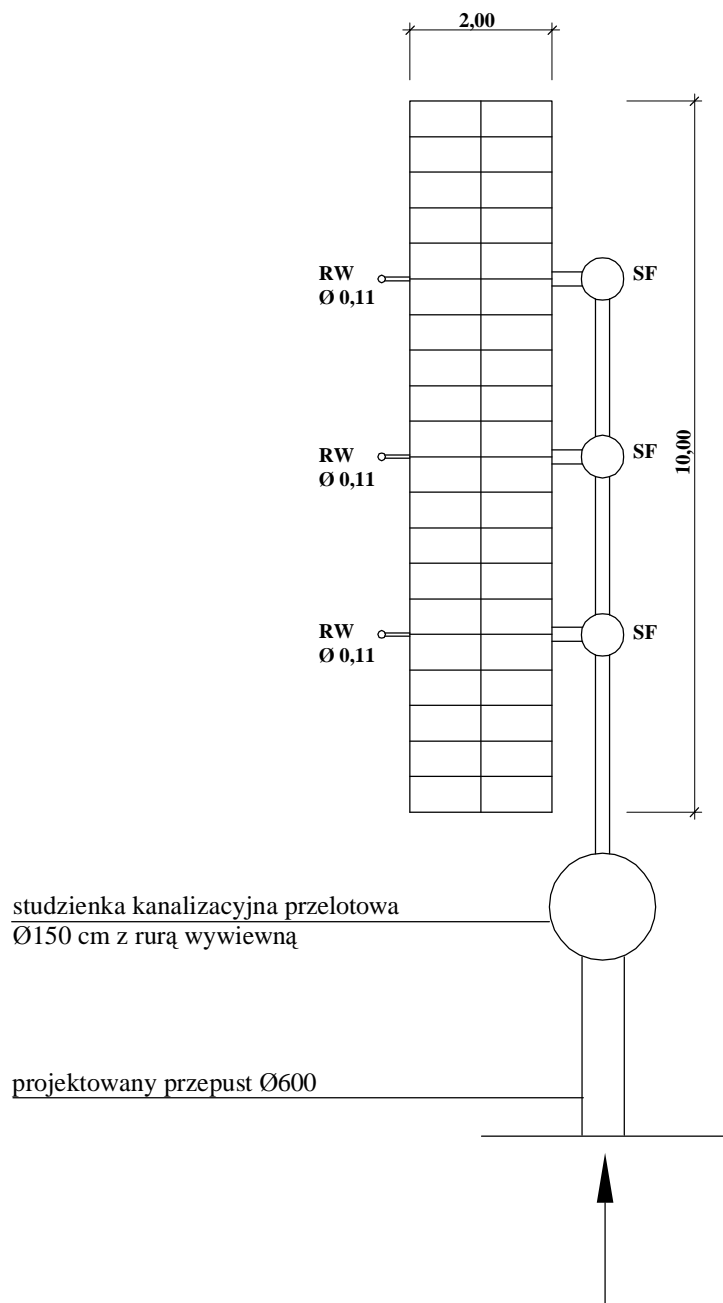 2,00
RW
Ø 0,11
SF
10,00
RW
Ø 0,11
SF
RW
Ø 0,11
SF
studzienka kanalizacyjna przelotowa
Ø150 cm z rurą wywiewną
projektowany przepust Ø600